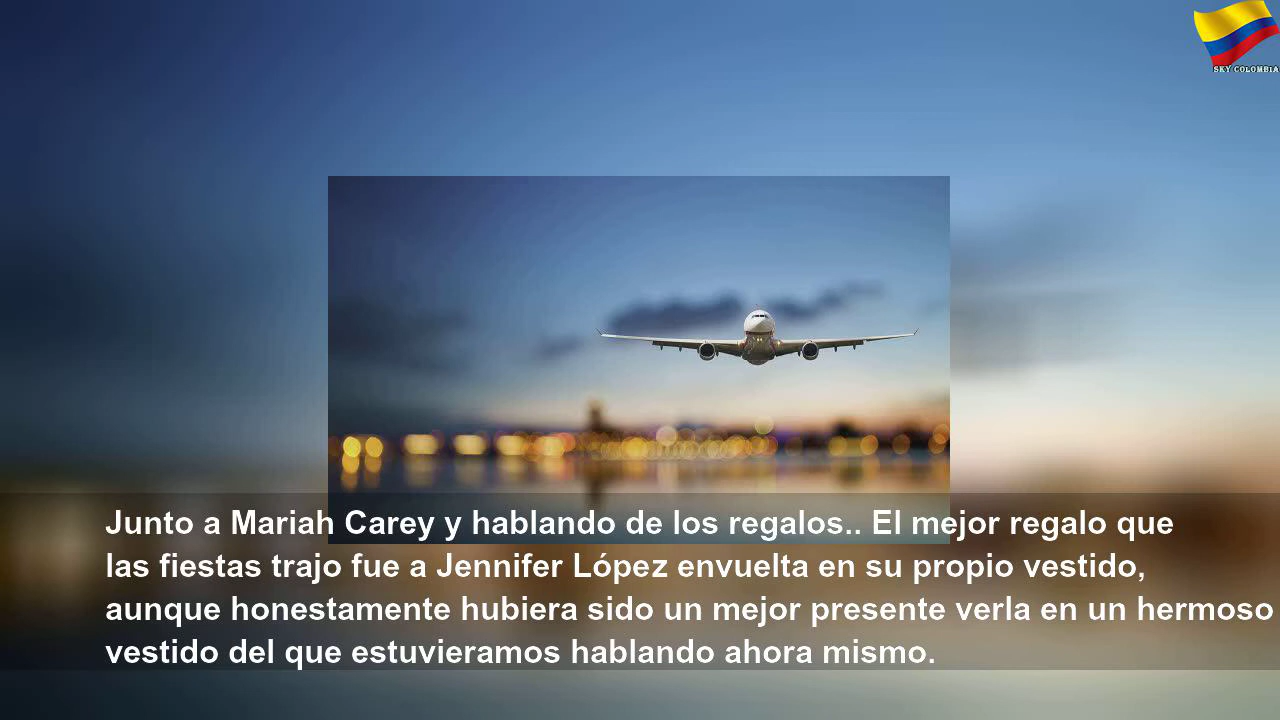 SKY COLOMBIA
Junto a Mariah Carey y hablando de los regalos.. El mejor regalo que
las fiestas trajo fue a Jennifer López envuelta en su propio vestido,
aunque honestamente hubiera sido un mejor presente verla en un hermoso
vestido del que estuvieramos hablando ahora mismo.